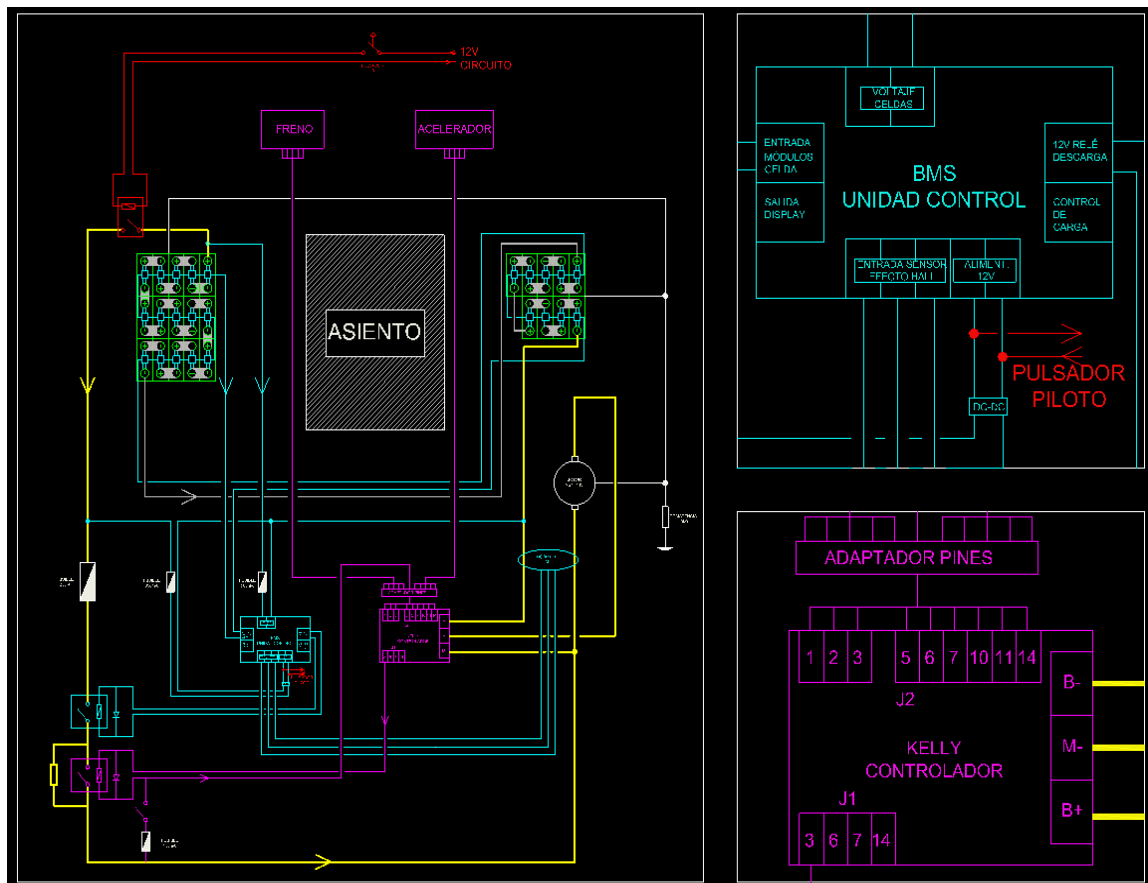 12V
CIRCUITO
FRENO
ACELERADOR
ASIENTO
VOLTAJE
CELDAS
ENTRADA
MÓDULOS
CELDA
SALIDA
DISPLAY
BMS
UNIDAD CONTROL
12V RELÉ
DESCARGA
CONTROL
DE
CARGA
ENTRADA SENSOR
EFECTO HALL
ALIMENT.
12V
PULSADOR
PILOTO
DC-DC
ADAPTADOR PINES
1 2 3 5 6 7 10 11 14
J2
B-
M-
B+
KELLY
CONTROLADOR
J1
3 6 7 14